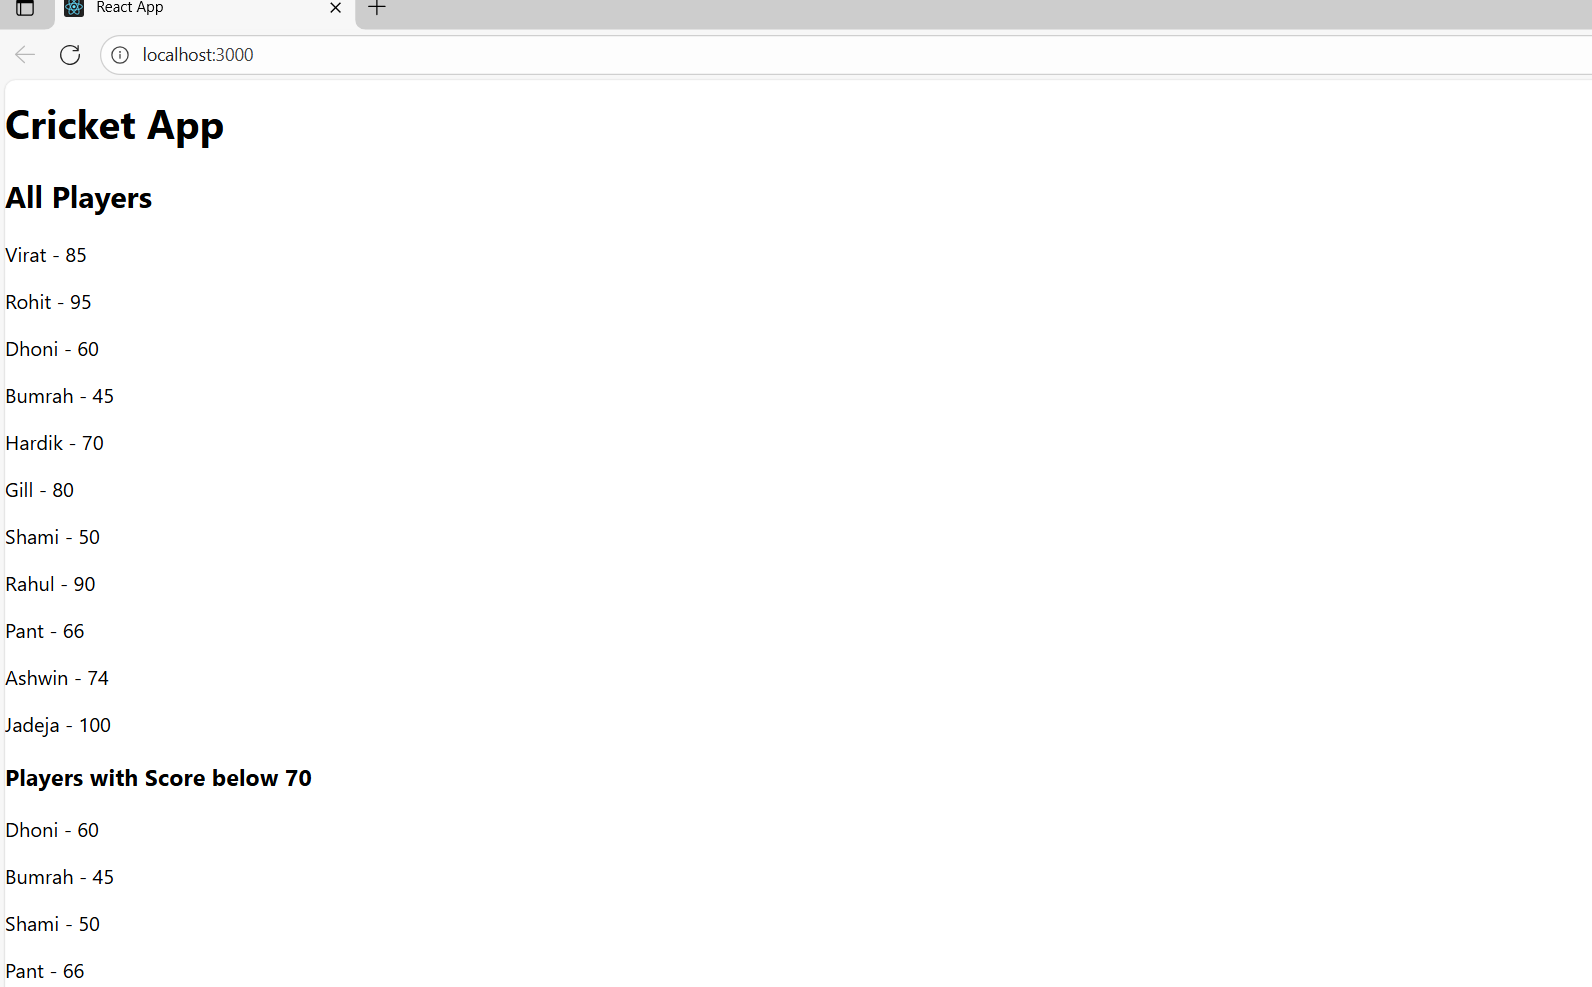 React App
localhost:3000
Cricket App
All Players
Virat - 85
Rohit - 95
Dhoni - 60
Bumrah - 45
Hardik - 70
Gill - 80
Shami - 50
Rahul - 90
Pant - 66
Ashwin - 74
Jadeja - 100
Players with Score below 70
Dhoni - 60
Bumrah - 45
Shami - 50
Pant - 66